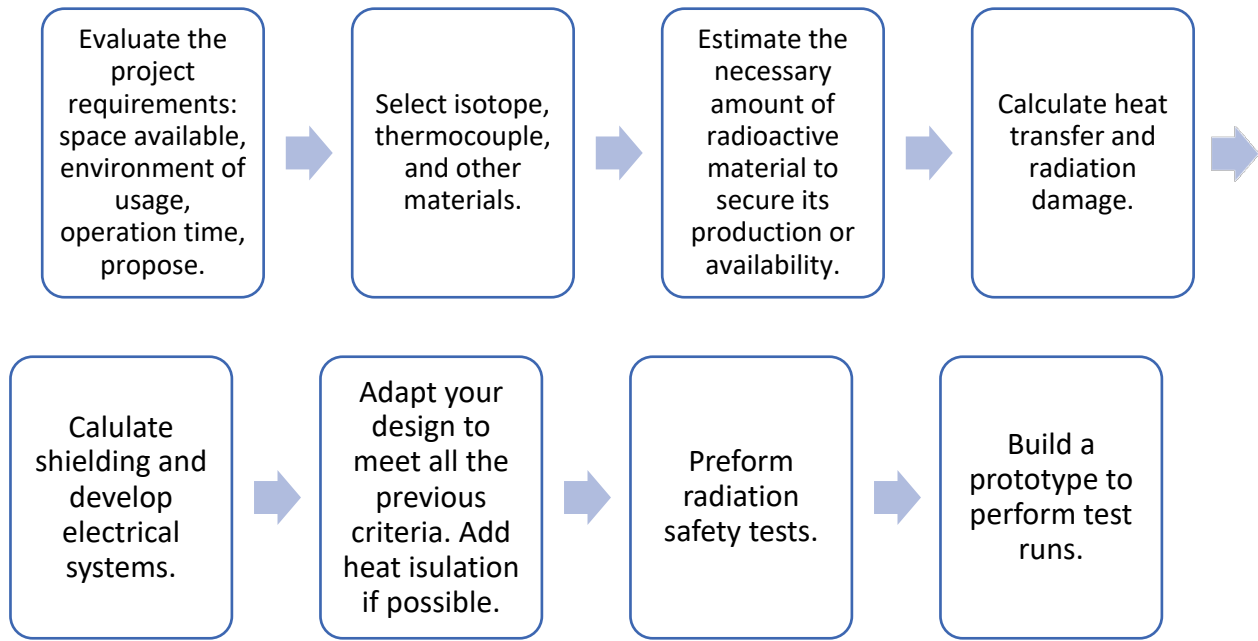 Evaluate the
project
requirements:
space available,
environment of
usage,
operation time,
propose.
Select isotope,
thermocouple,
and other
materials.
Estimate the
necessary
amount of
radioactive
material to
secure its
production or
availability.
Calculate heat
transfer and
radiation
damage.
Calulate
shielding and
develop
electrical
systems.
Adapt your
design to
meet all the
previous
criteria. Add
heat isulation
if possible.
Preform
radiation
safety tests.
Build a
prototype to
perform test
runs.